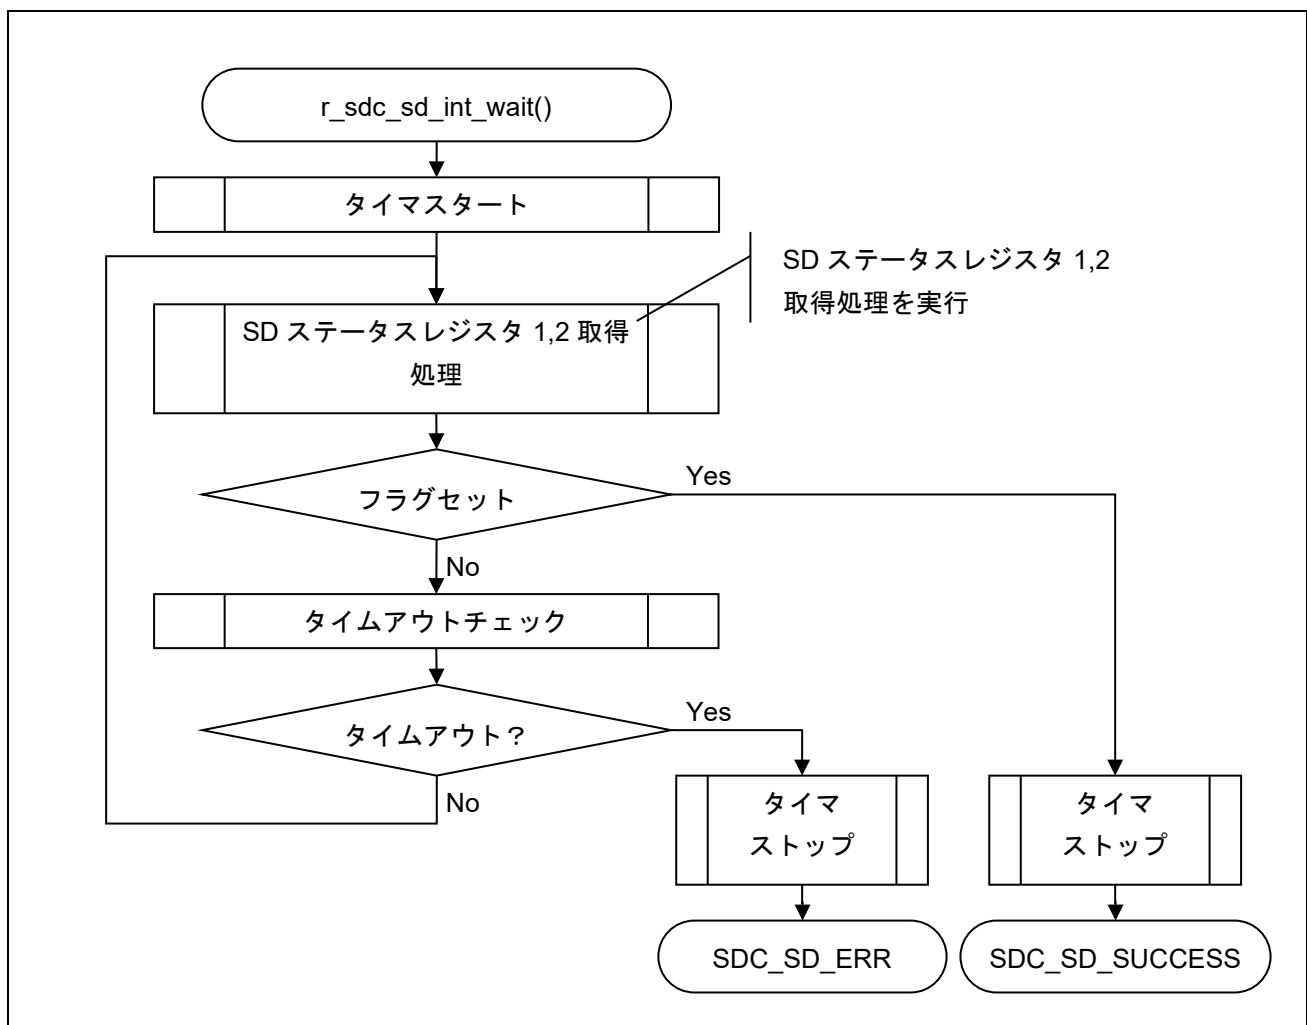 r_sdc_sd_int_wait()
タイマスタート
SD ステータスレジスタ 1,2
取得処理を実行
SD ステータスレジスタ 1,2 取得
処理
フラグセット
Yes
No
タイムアウトチェック
タイムアウト？
Yes
No
タイマ
ストップ
タイマ
ストップ
SDC_SD_ERR
SDC_SD_SUCCESS